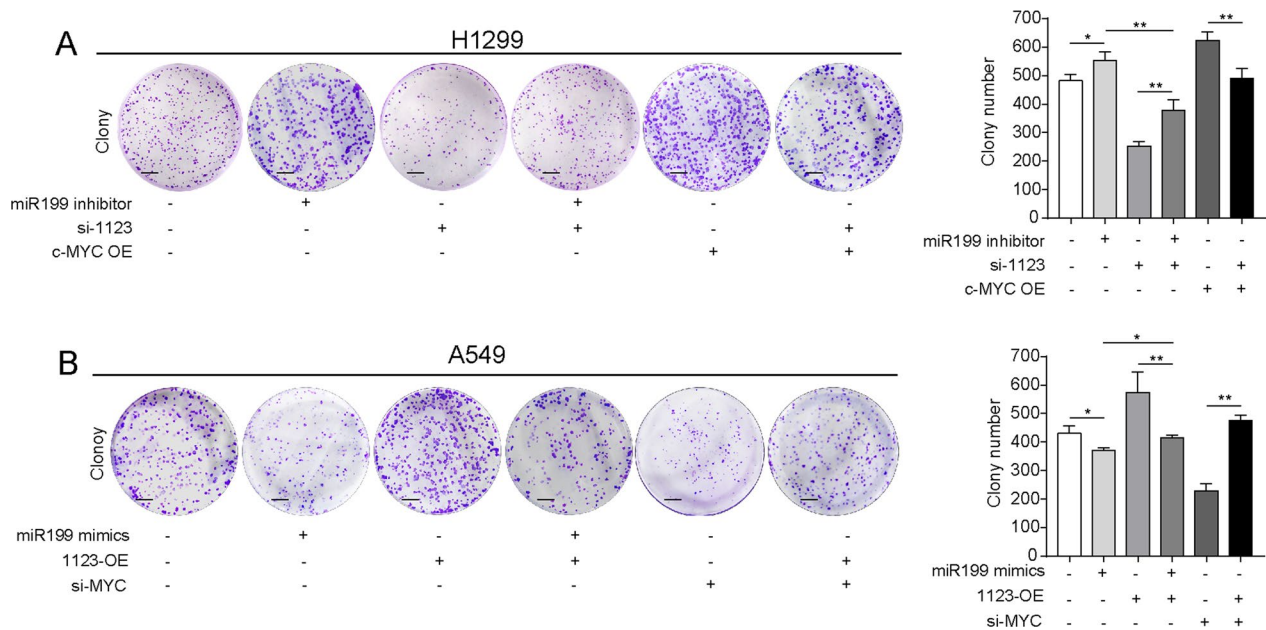 A
H1299
Clony
miR199 inhibitor - + - + - -
si-1123 - - + + - +
c-MYC OE - - - - + +
700
600
500
400
300
200
100
0
Clony number
* ** ** **
miR199 inhibitor - + - + - -
si-1123 - - + + - +
c-MYC OE - - - - + +
B
A549
Clonoy
miR199 mimics - + - + - -
1123-OE - - + + - +
si-MYC - - - - + +
700
600
500
400
300
200
100
0
Clony number
* * ** **
miR199 mimics - + - + - -
1123-OE - - + + - +
si-MYC - - - - + +